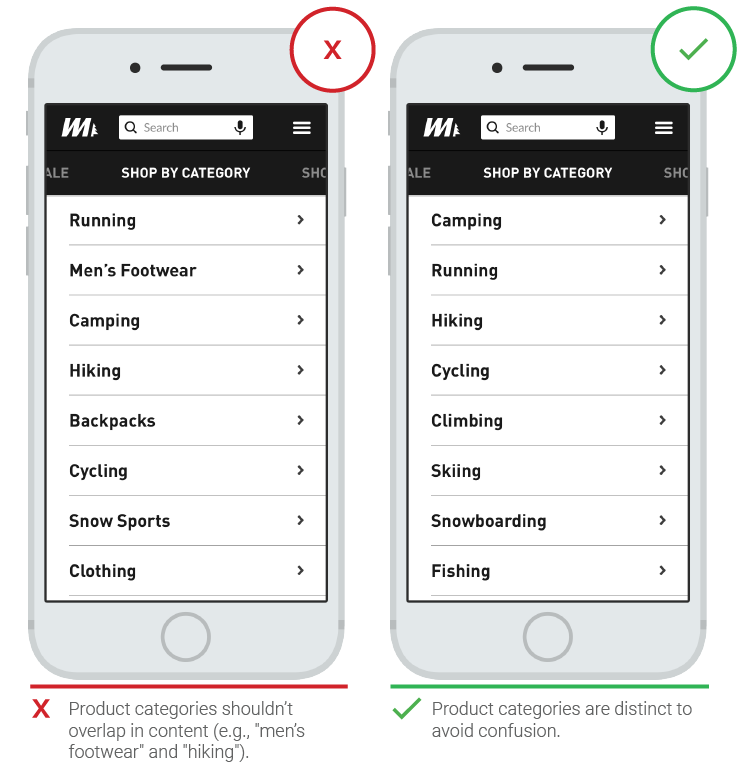 X
Search
ALE SHOP BY CATEGORY SHO
Running
Men's Footwear
Camping
Hiking
Backpacks
Cycling
Snow Sports
Clothing
X Product categories shouldn't
overlap in content (e.g., "men's
footwear" and "hiking").
Search
ALE SHOP BY CATEGORY SHO
Camping
Running
Hiking
Cycling
Climbing
Skiing
Snowboarding
Fishing
Product categories are distinct to
avoid confusion.